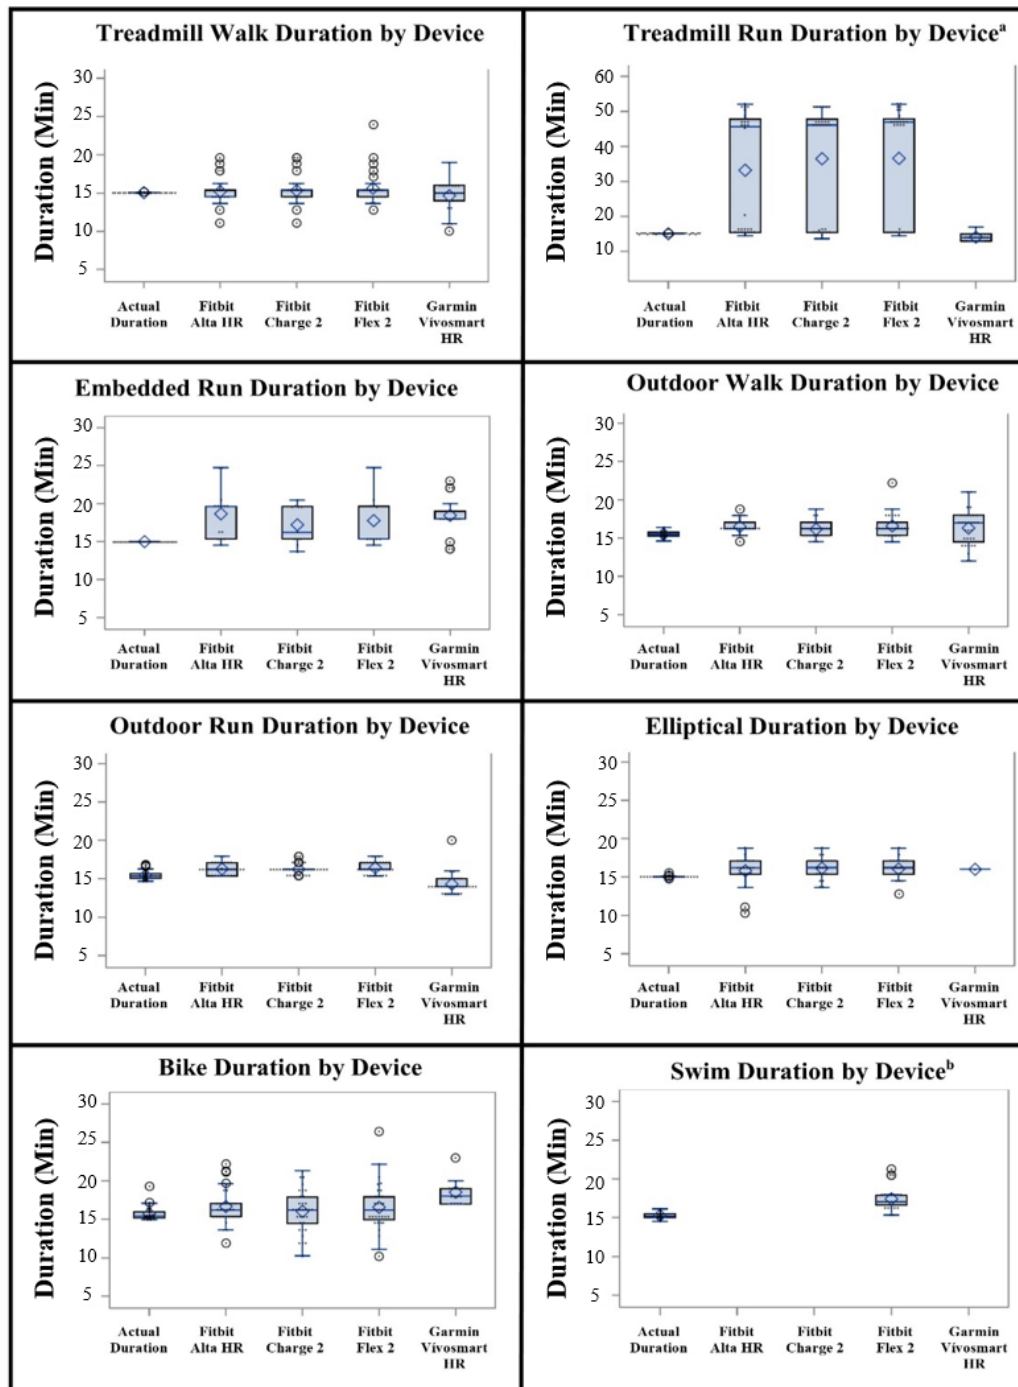 Treadmill Walk Duration by Device
Duration (Min)
30
25
20
15
10
5
Actual Duration
Fitbit Alta HR
Fitbit Charge 2
Fitbit Flex 2
Garmin Vívosmart HR
Treadmill Run Duration by Deviceᵃ
Duration (Min)
60
50
40
30
20
10
Actual Duration
Fitbit Alta HR
Fitbit Charge 2
Fitbit Flex 2
Garmin Vívosmart HR
Embedded Run Duration by Device
Duration (Min)
30
25
20
15
10
5
Actual Duration
Fitbit Alta HR
Fitbit Charge 2
Fitbit Flex 2
Garmin Vívosmart HR
Outdoor Walk Duration by Device
Duration (Min)
30
25
20
15
10
5
Actual Duration
Fitbit Alta HR
Fitbit Charge 2
Fitbit Flex 2
Garmin Vívosmart HR
Outdoor Run Duration by Device
Duration (Min)
30
25
20
15
10
5
Actual Duration
Fitbit Alta HR
Fitbit Charge 2
Fitbit Flex 2
Garmin Vívosmart HR
Elliptical Duration by Device
Duration (Min)
30
25
20
15
10
5
Actual Duration
Fitbit Alta HR
Fitbit Charge 2
Fitbit Flex 2
Garmin Vívosmart HR
Bike Duration by Device
Duration (Min)
30
25
20
15
10
5
Actual Duration
Fitbit Alta HR
Fitbit Charge 2
Fitbit Flex 2
Garmin Vívosmart HR
Swim Duration by Deviceᵇ
Duration (Min)
30
25
20
15
10
5
Actual Duration
Fitbit Alta HR
Fitbit Charge 2
Fitbit Flex 2
Garmin Vívosmart HR